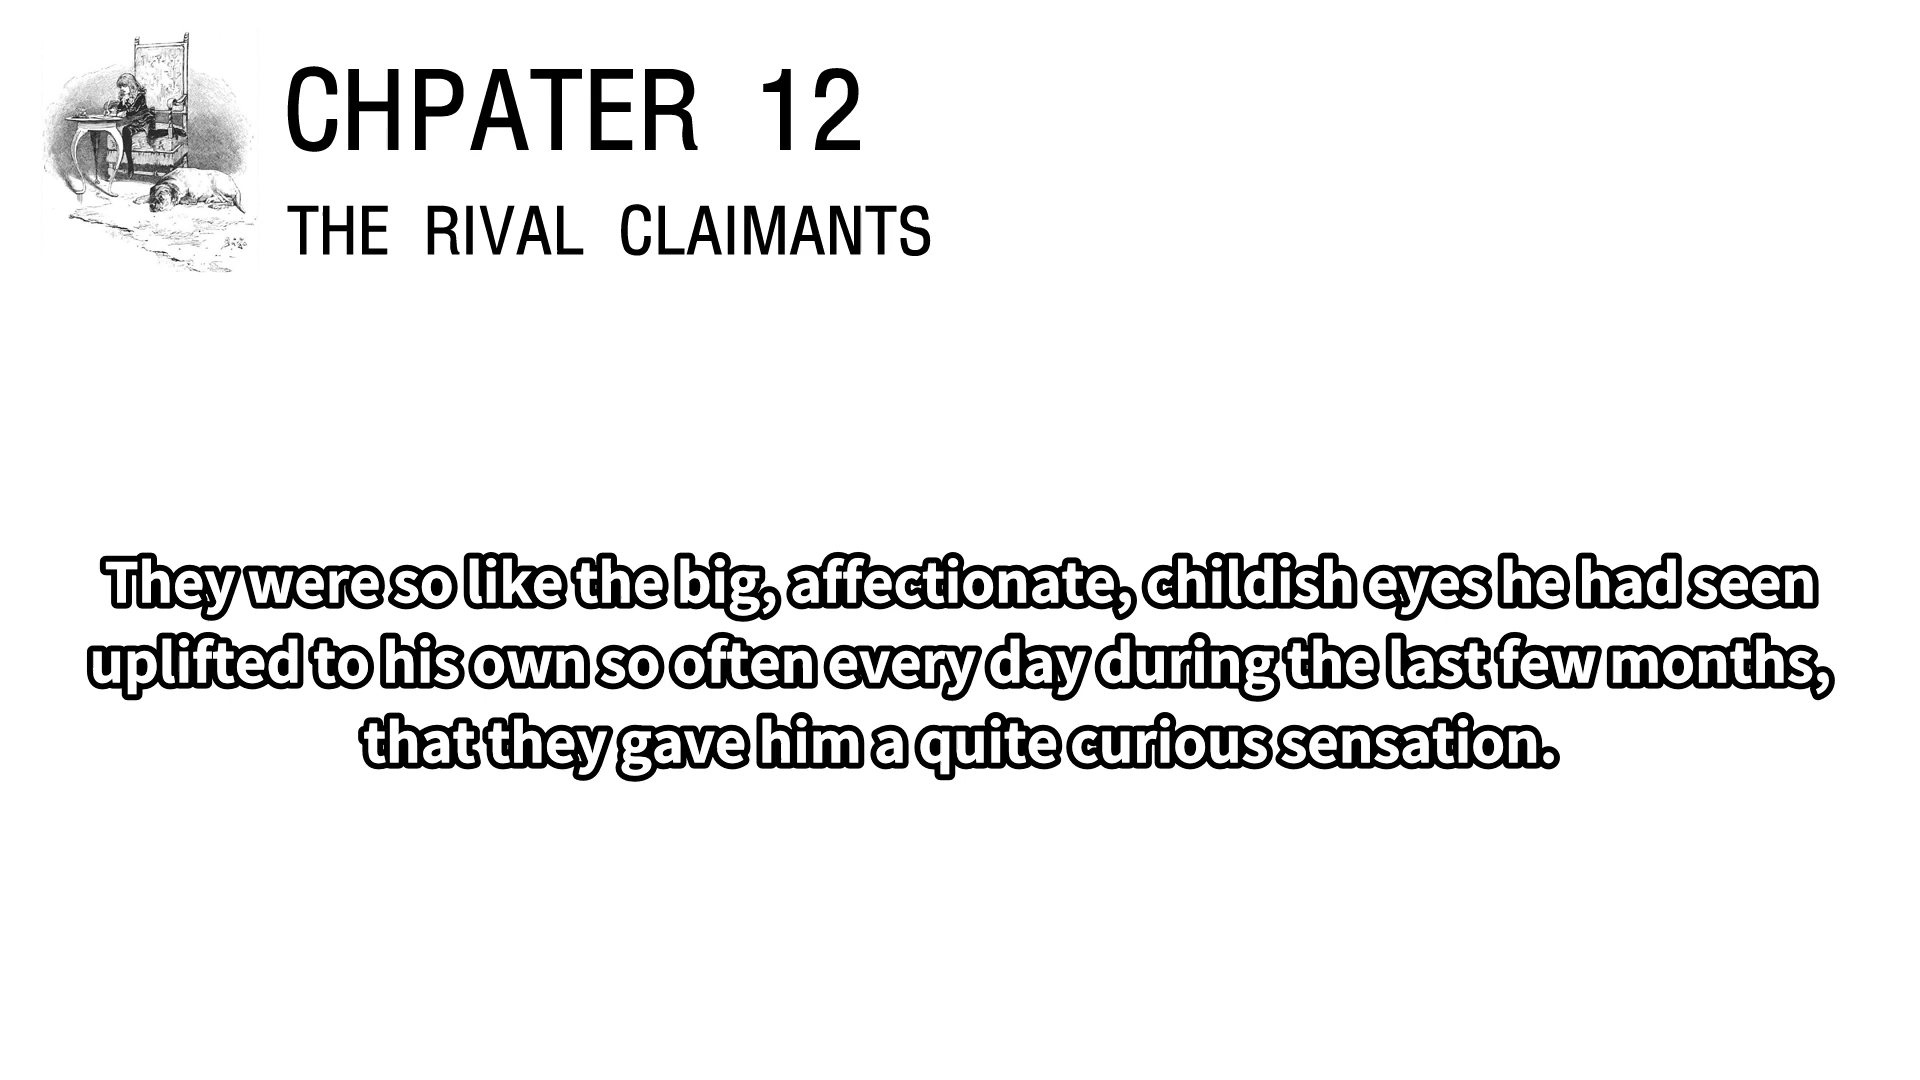 CHPATER 12
THE RIVAL CLAIMANTS
They were so like the big, affectionate, childish eyes he had seen
uplifted to his own so often every day during the last few months,
that they gave him a quite curious sensation.